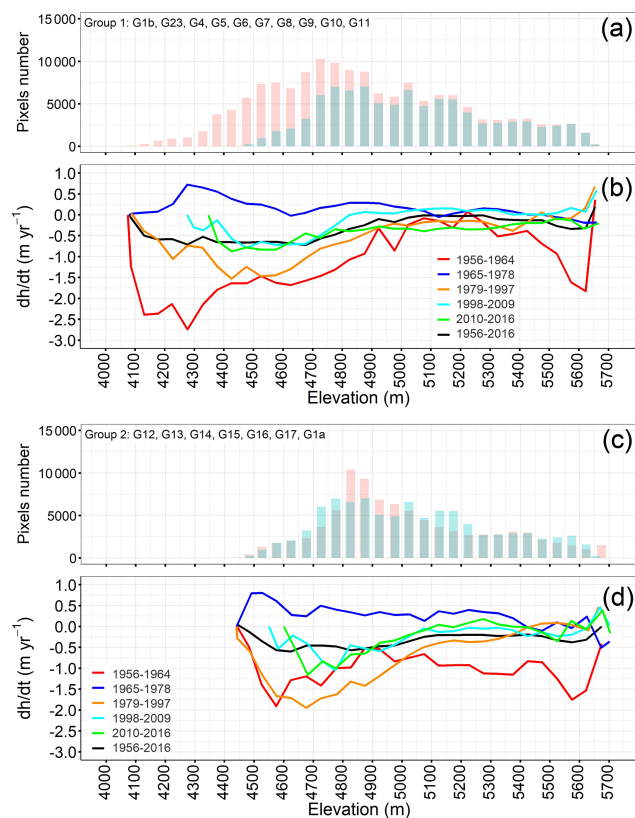 (a)
Group 1: G1b, G23, G4, G5, G6, G7, G8, G9, G10, G11
Pixels number
15 000
10 000
5000
0
(b)
dh/dt (m yr⁻¹)
1.0
0.5
0.0
-0.5
-1.0
-1.5
-2.0
-2.5
-3.0
1956-1964
1965-1978
1979-1997
1998-2009
2010-2016
1956-2016
4000 4100 4200 4300 4400 4500 4600 4700 4800 4900 5000 5100 5200 5300 5400 5500 5600 5700
Elevation (m)
(c)
Group 2: G12, G13, G14, G15, G16, G17, G1a
Pixels number
15 000
10 000
5000
0
(d)
dh/dt (m yr⁻¹)
1.0
0.5
0.0
-0.5
-1.0
-1.5
-2.0
-2.5
-3.0
1956-1964
1965-1978
1979-1997
1998-2009
2010-2016
1956-2016
4000 4100 4200 4300 4400 4500 4600 4700 4800 4900 5000 5100 5200 5300 5400 5500 5600 5700
Elevation (m)